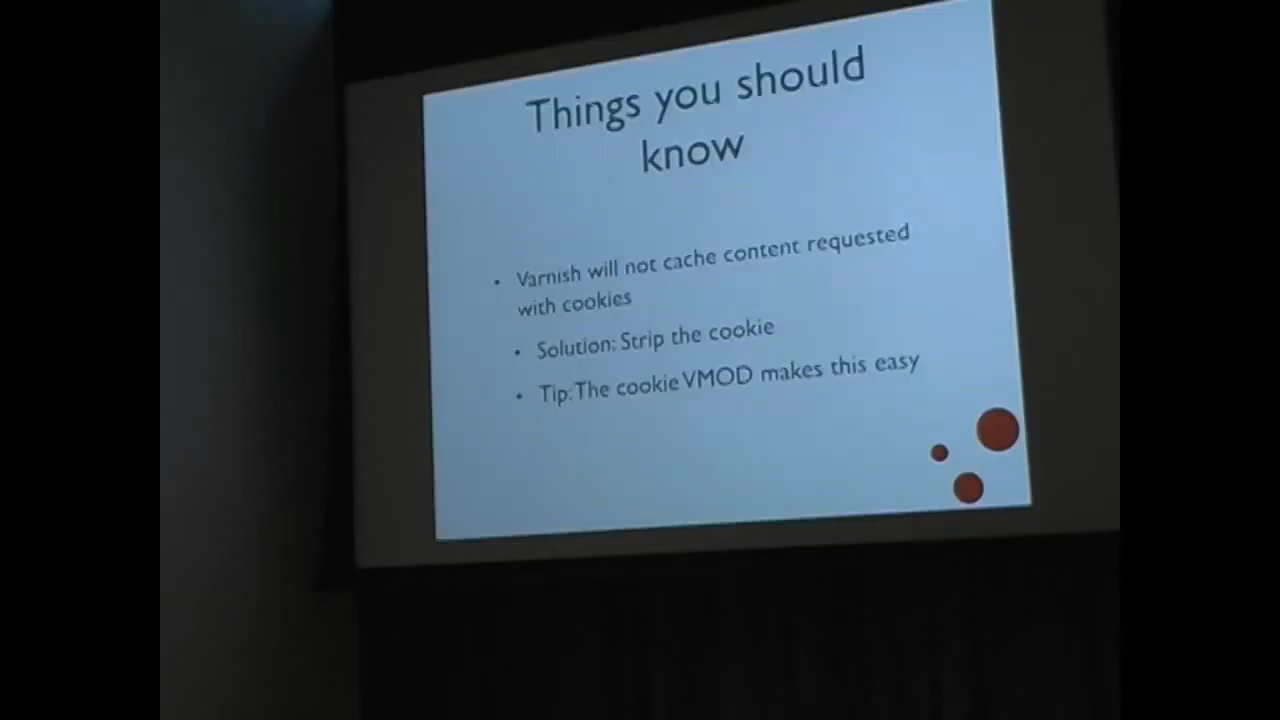 Things you should
know
• Varnish will not cache content requested
with cookies
• Solution: Strip the cookie
• Tip: The cookie VMOD makes this easy